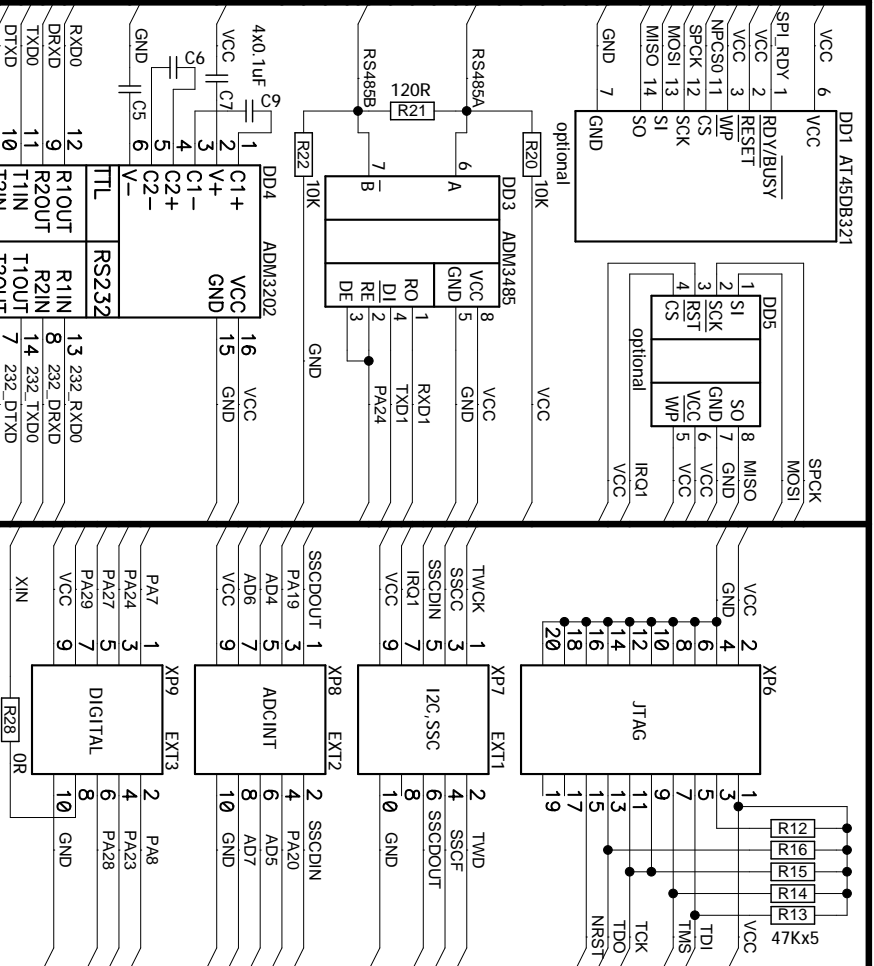 DD1 AT45DB321
VCC 6 VCC
SPI_RDY 1 RDY/BUSY
VCC 2 RESET
VCC 3 WP
NPCS0 11 CS
SPCK 12 SCK
MOSI 13 SI
MISO 14 SO
GND 7 GND
optional
DD5
1 SI SO 8 MISO
2 SCK GND 7 GND
3 RST VCC 6 VCC
4 CS WP 5 VCC
optional
SPCK
MOSI
IRQ1
VCC
RS485A
RS485B
120R
R21
R20
10K
R22
10K
VCC
GND
DD3 ADM3485
6 A
7 B
VCC 8 VCC
GND 5 GND
RO 1 RXD1
DI 4 TXD1
RE 2 PA24
DE 3
4x0.1uF
C9
C7
C6
C5
VCC
GND
DD4 ADM3202
1 C1+ VCC 16 VCC
2 V+ GND 15 GND
3 C1-
4 C2+
5 C2-
6 V-
TTL RS232
RXD0 12 R1OUT R1IN 13 232_RXD0
DRXD 9 R2OUT R2IN 8 232_DRXD
TXD0 11 T1IN T1OUT 14 232_TXD0
DTXD 10 T2IN T2OUT 7 232_DTXD
XP6
JTAG
VCC 2
GND 4
6
8
10
12
14
16
18
20
1 VCC
3
5 TDI
7 TMS
9
11 TCK
13 TDO
15 NRST
17
19
R12
R16
R15
R14
R13
47Kx5
XP7 EXT1
I2C,SSC
TWCK 1 2 TWD
SSCC 3 4 SSCF
SSCDIN 5 6 SSCDOUT
IRQ1 7 8
VCC 9 10 GND
XP8 EXT2
ADCINT
SSCDOUT 1 2 SSCDIN
PA19 3 4 PA20
AD4 5 6 AD5
AD6 7 8 AD7
VCC 9 10 GND
XP9 EXT3
DIGITAL
PA7 1 2 PA8
PA24 3 4 PA23
PA27 5 6 PA28
PA29 7 8
VCC 9 10 GND
XIN R28 0R